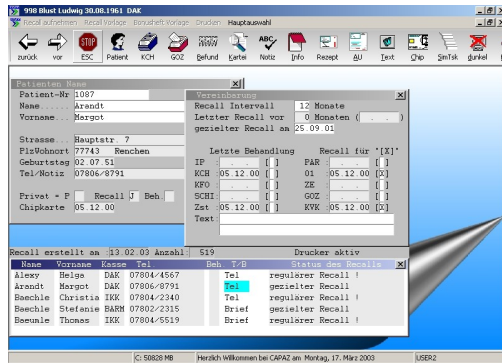 998 Blust Ludwig 30.08.1961 DAK
Recall aufnehmen Recall Vorlage Bonusheft Vorlage Drucken Hauptauswahl
zurück vor ESC Patient KCH GOZ Befund Kartei Notiz Info Rezept AU Text Chip SimTsk dunkel
STOP
ABC
Patienten Name
Patient-Nr 1087
Name...... Arandt
Vorname... Margot
Strasse... Hauptstr. 7
PlzWohnort 77743 Renchen
Geburtstag 02.07.51
Tel/Notiz 07806/8791
Privat = P Recall J Beh.
Chipkarte 05.12.00
Vereinbarung
Recall Intervall 12 Monate
Letzter Recall vor 0 Monaten ( . . )
gezielter Recall am 25.09.01
Letzte Behandlung Recall für "[X]"
IP : . . [ ] PAR : . . [ ]
KCH :05.12.00 [ ] 01 :05.12.00 [X]
KFO : . . [ ] ZE : . . [ ]
SCHI: . . [ ] GOZ : . . [ ]
Zst :05.12.00 [ ] KVK :05.12.00 [X]
Text:
Recall erstellt am 13.02.03 Anzahl: 519 Drucker aktiv
Name Vorname Kasse Tel Beh T/B Status des Recalls
Alexy Helga DAK 07804/4567 Tel regulärer Recall !
Arandt Margot DAK 07806/8791 Tel gezielter Recall
Baechle Christia IKK 07804/2340 Tel regulärer Recall !
Baechle Stefanie BARM 07802/2315 Brief gezielter Recall
Baeunle Thomas IKK 07804/5519 Brief regulärer Recall !
C: 50828 MB Herzlich Willkommen bei CAPAZ am Montag, 17. März 2003 USER2